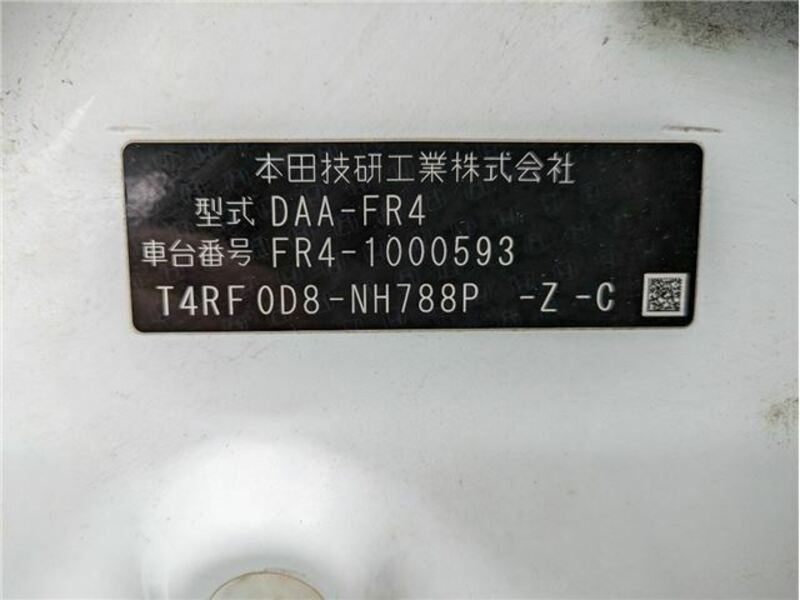 本田技研工業株式会社
型式 DAA-FR4
車台番号 FR4-1000593
T4RF0D8-NH788P -Z-C